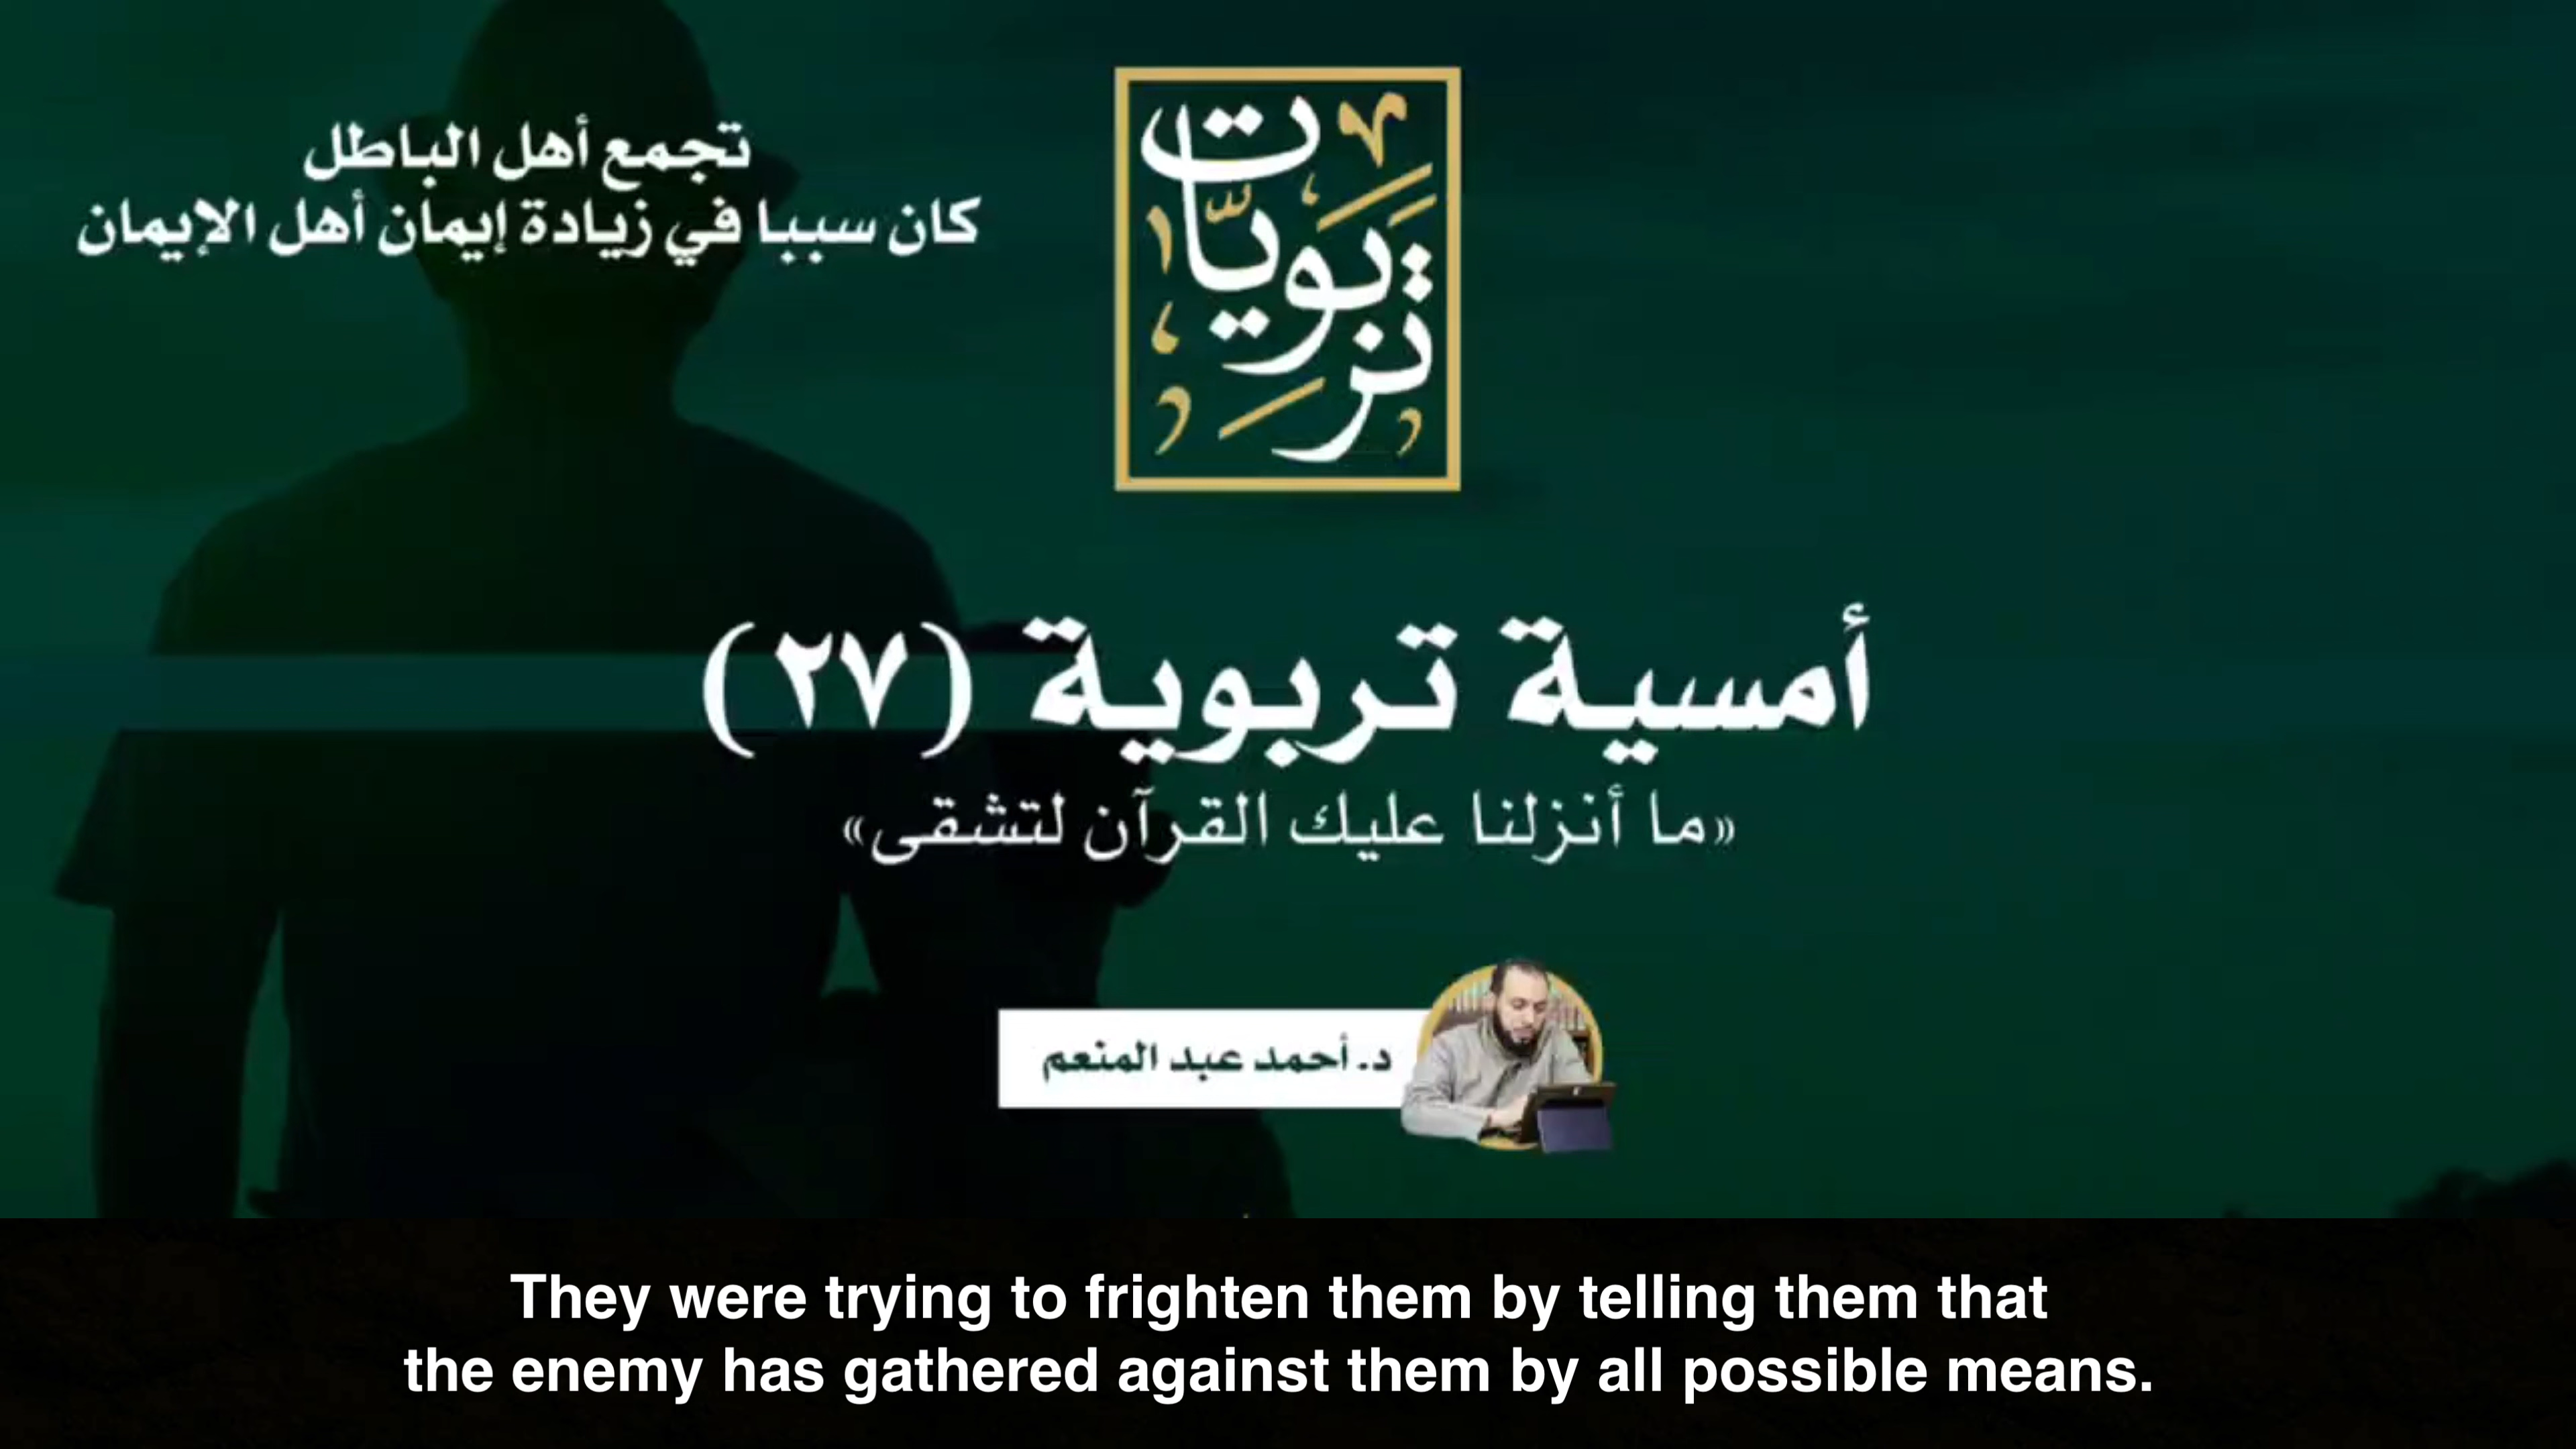 تجمع أهل الباطل
كان سببا في زيادة إيمان أهل الإيمان
تربويات
أمسية تربوية (٢٧)
«ما أنزلنا عليك القرآن لتشقى»
د. أحمد عبد المنعم
They were trying to frighten them by telling them that
the enemy has gathered against them by all possible means.